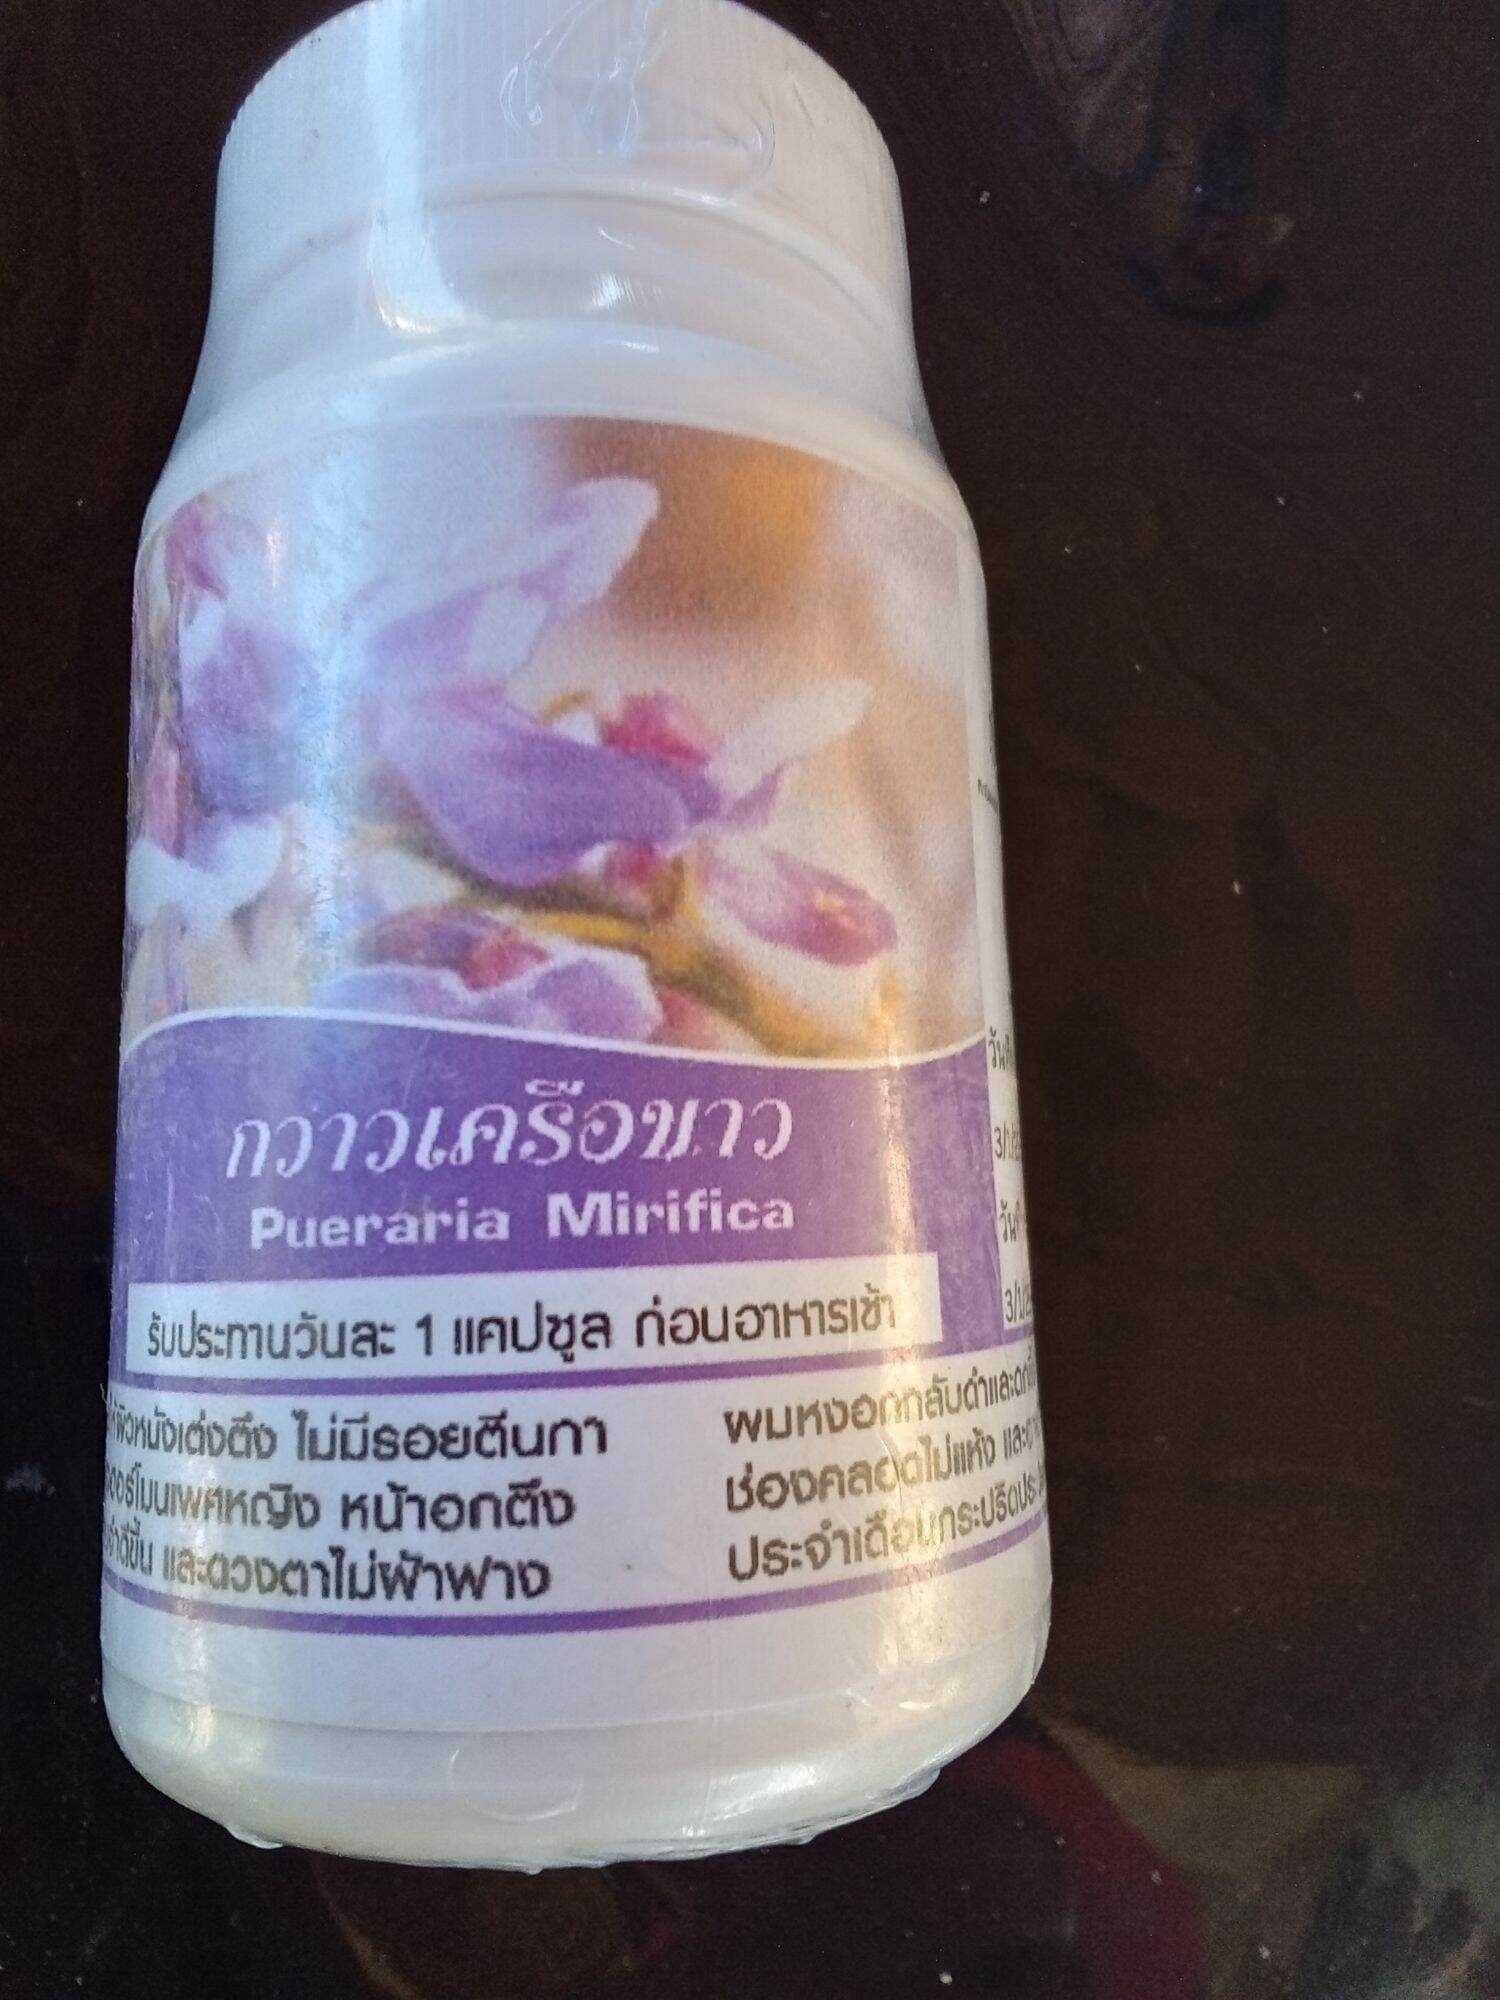 กวาวเครือขาว
Pueraria Mirifica
รับประทานวันละ 1 แคปซูล ก่อนอาหารเช้า
ผิวหนังเต่งตึง ไม่มีรอยตีนกา
ฮอร์โมนเพศหญิง หน้าอกตึง
จำดีขึ้น และดวงตาไม่ฝ้าฟาง
ผมหงอกกลับดำและดก
ช่องคลอดไม่แห้ง
ประจำเดือนกระปริดประ